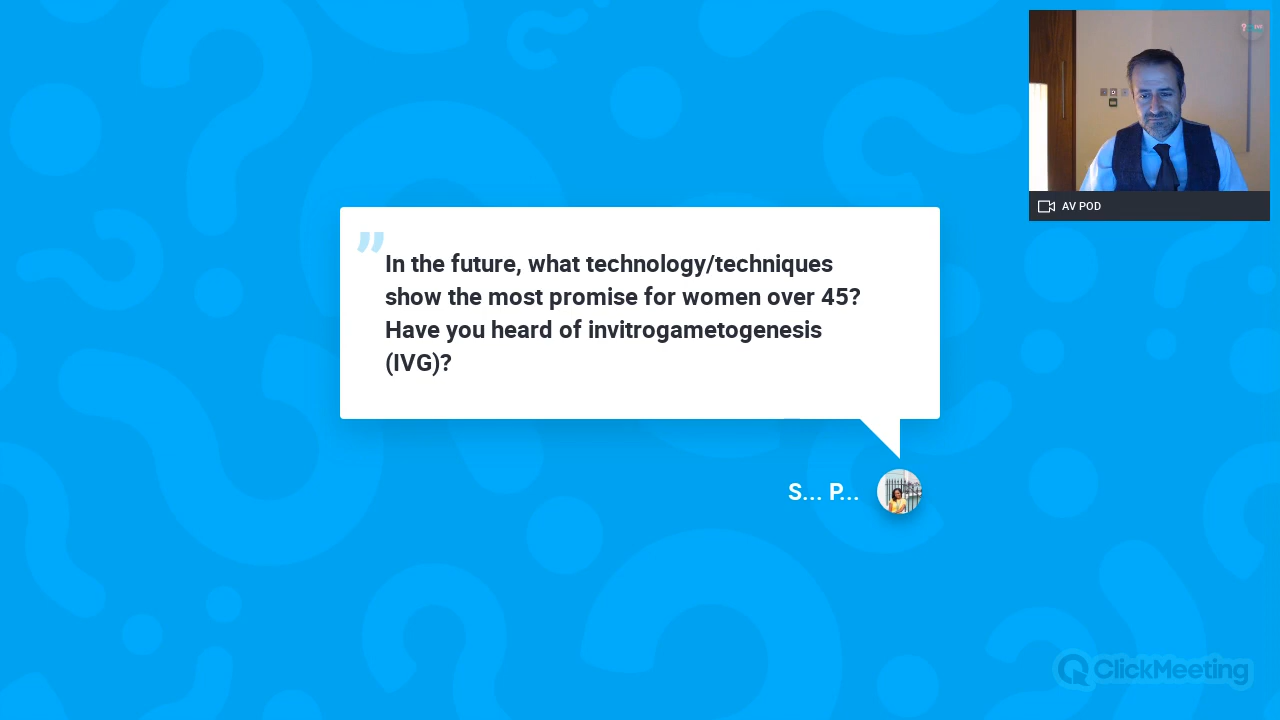 In the future, what technology/techniques
show the most promise for women over 45?
Have you heard of invitrogametogenesis
(IVG)?
S... P...
AV POD
ClickMeeting